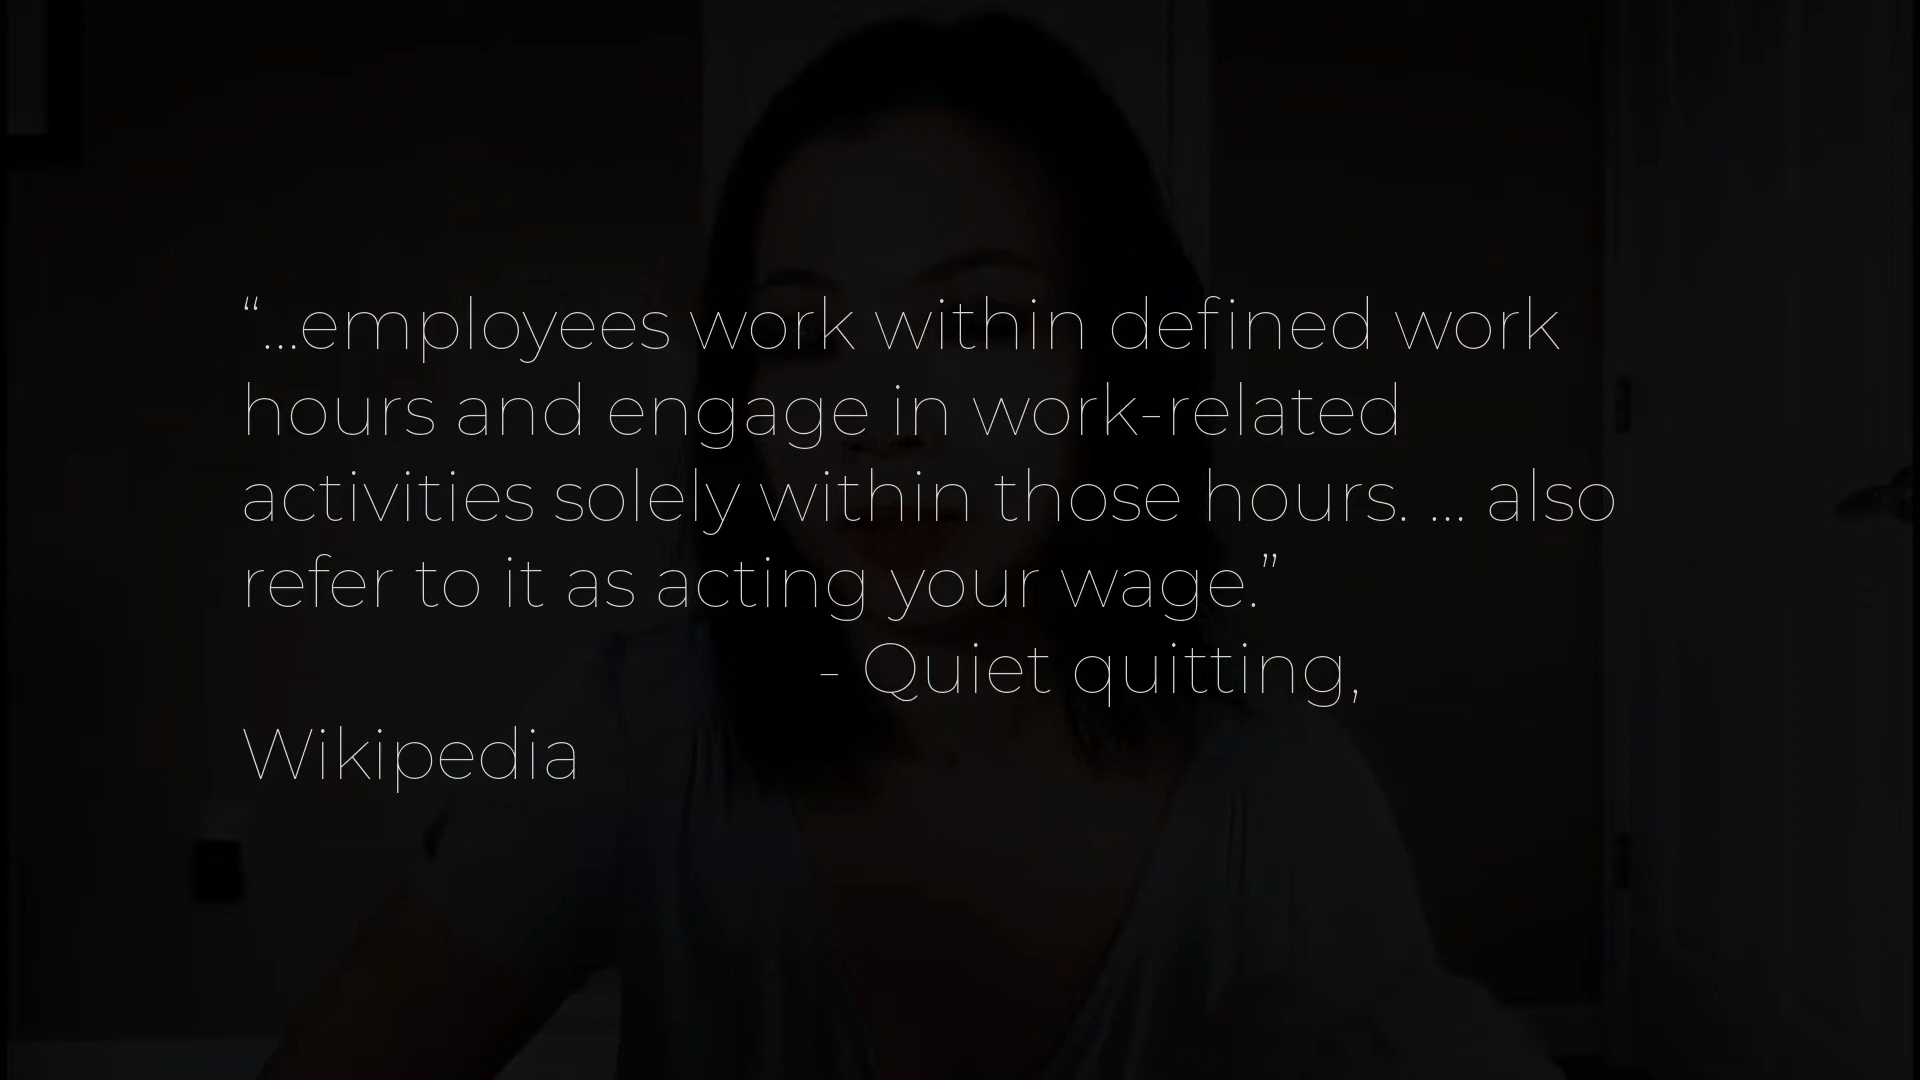 “...employees work within defined work
hours and engage in work-related
activities solely within those hours. ... also
refer to it as acting your wage.”
- Quiet quitting,
Wikipedia